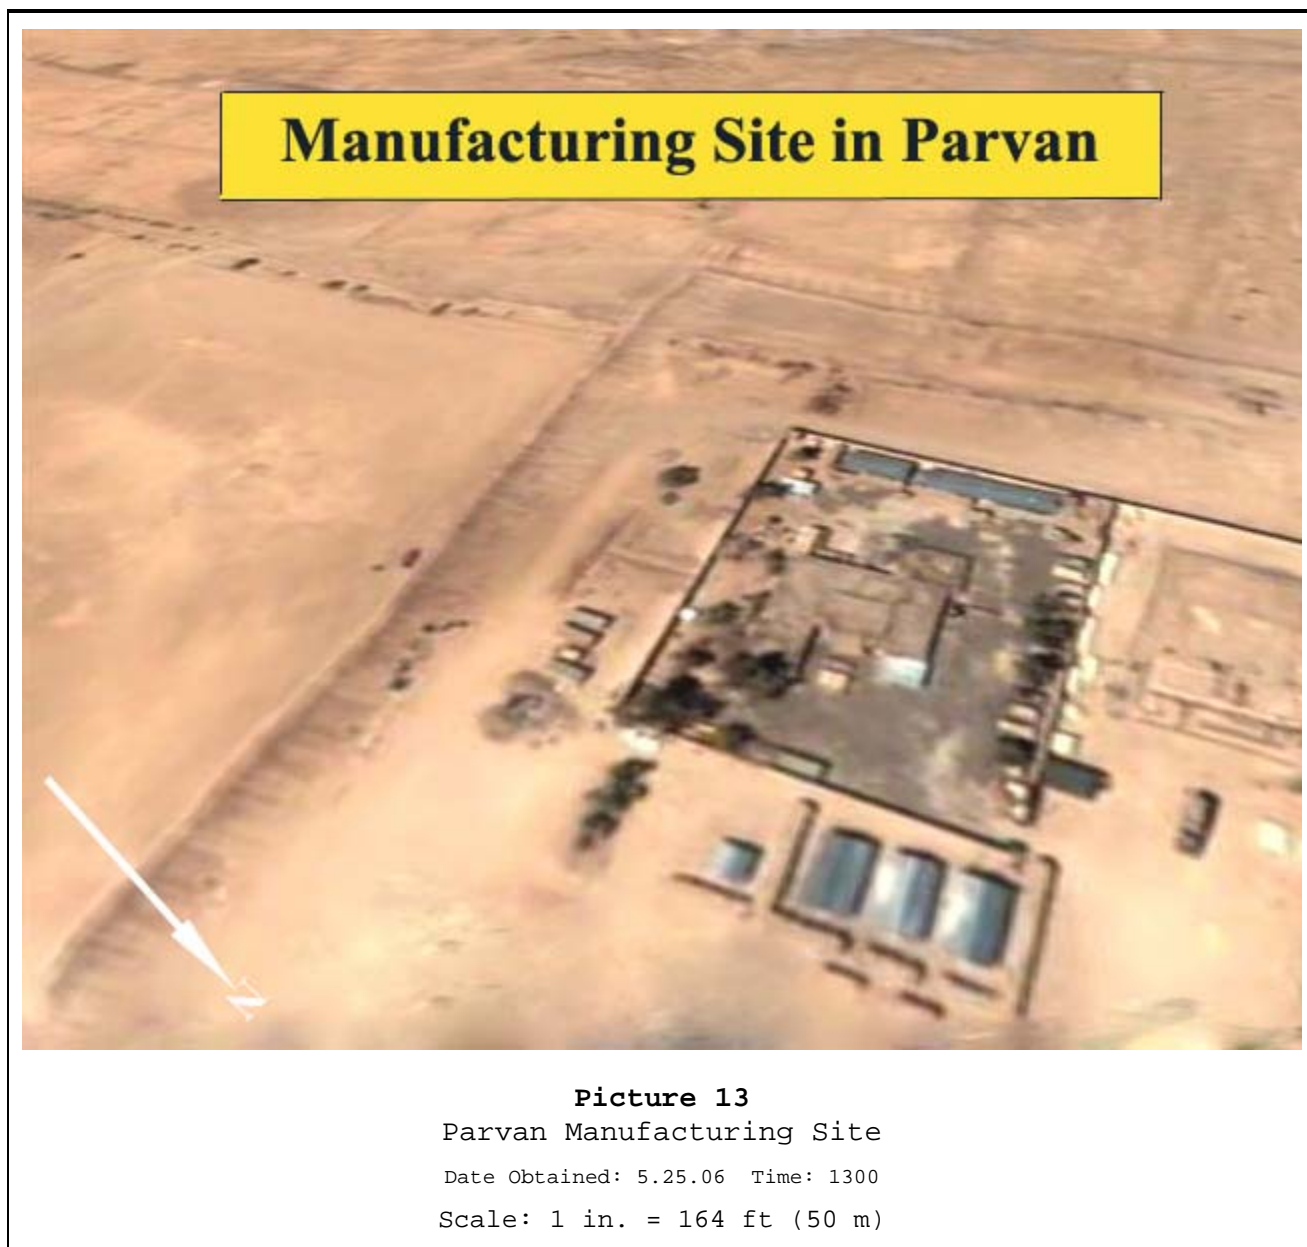 Manufacturing Site in Parvan
N
Picture 13
Parvan Manufacturing Site
Date Obtained: 5.25.06 Time: 1300
Scale: 1 in. = 164 ft (50 m)